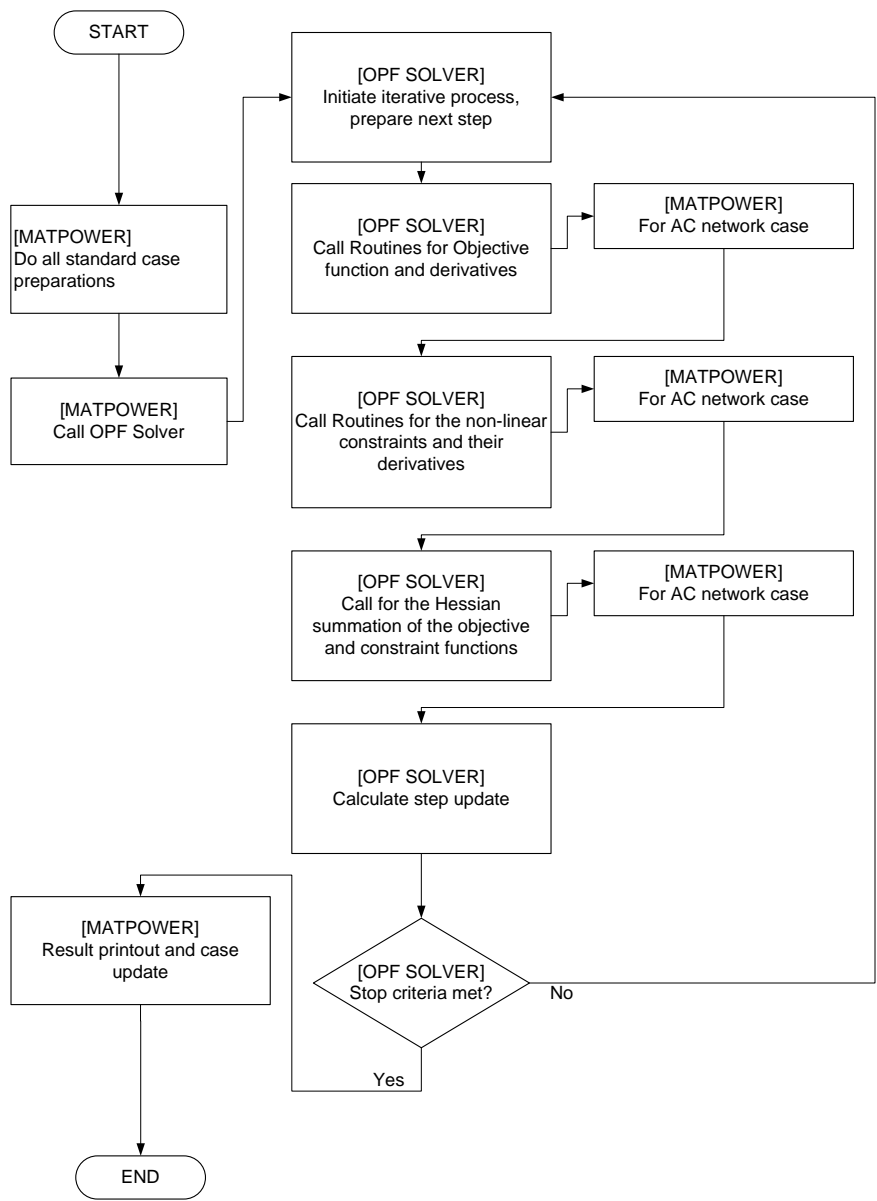 START
[MATPOWER]
Do all standard case
preparations
[MATPOWER]
Call OPF Solver
[OPF SOLVER]
Initiate iterative process,
prepare next step
[OPF SOLVER]
Call Routines for Objective
function and derivatives
[MATPOWER]
For AC network case
[OPF SOLVER]
Call Routines for the non-linear
constraints and their
derivatives
[MATPOWER]
For AC network case
[OPF SOLVER]
Call for the Hessian
summation of the objective
and constraint functions
[MATPOWER]
For AC network case
[OPF SOLVER]
Calculate step update
[OPF SOLVER]
Stop criteria met?
No
Yes
[MATPOWER]
Result printout and case
update
END